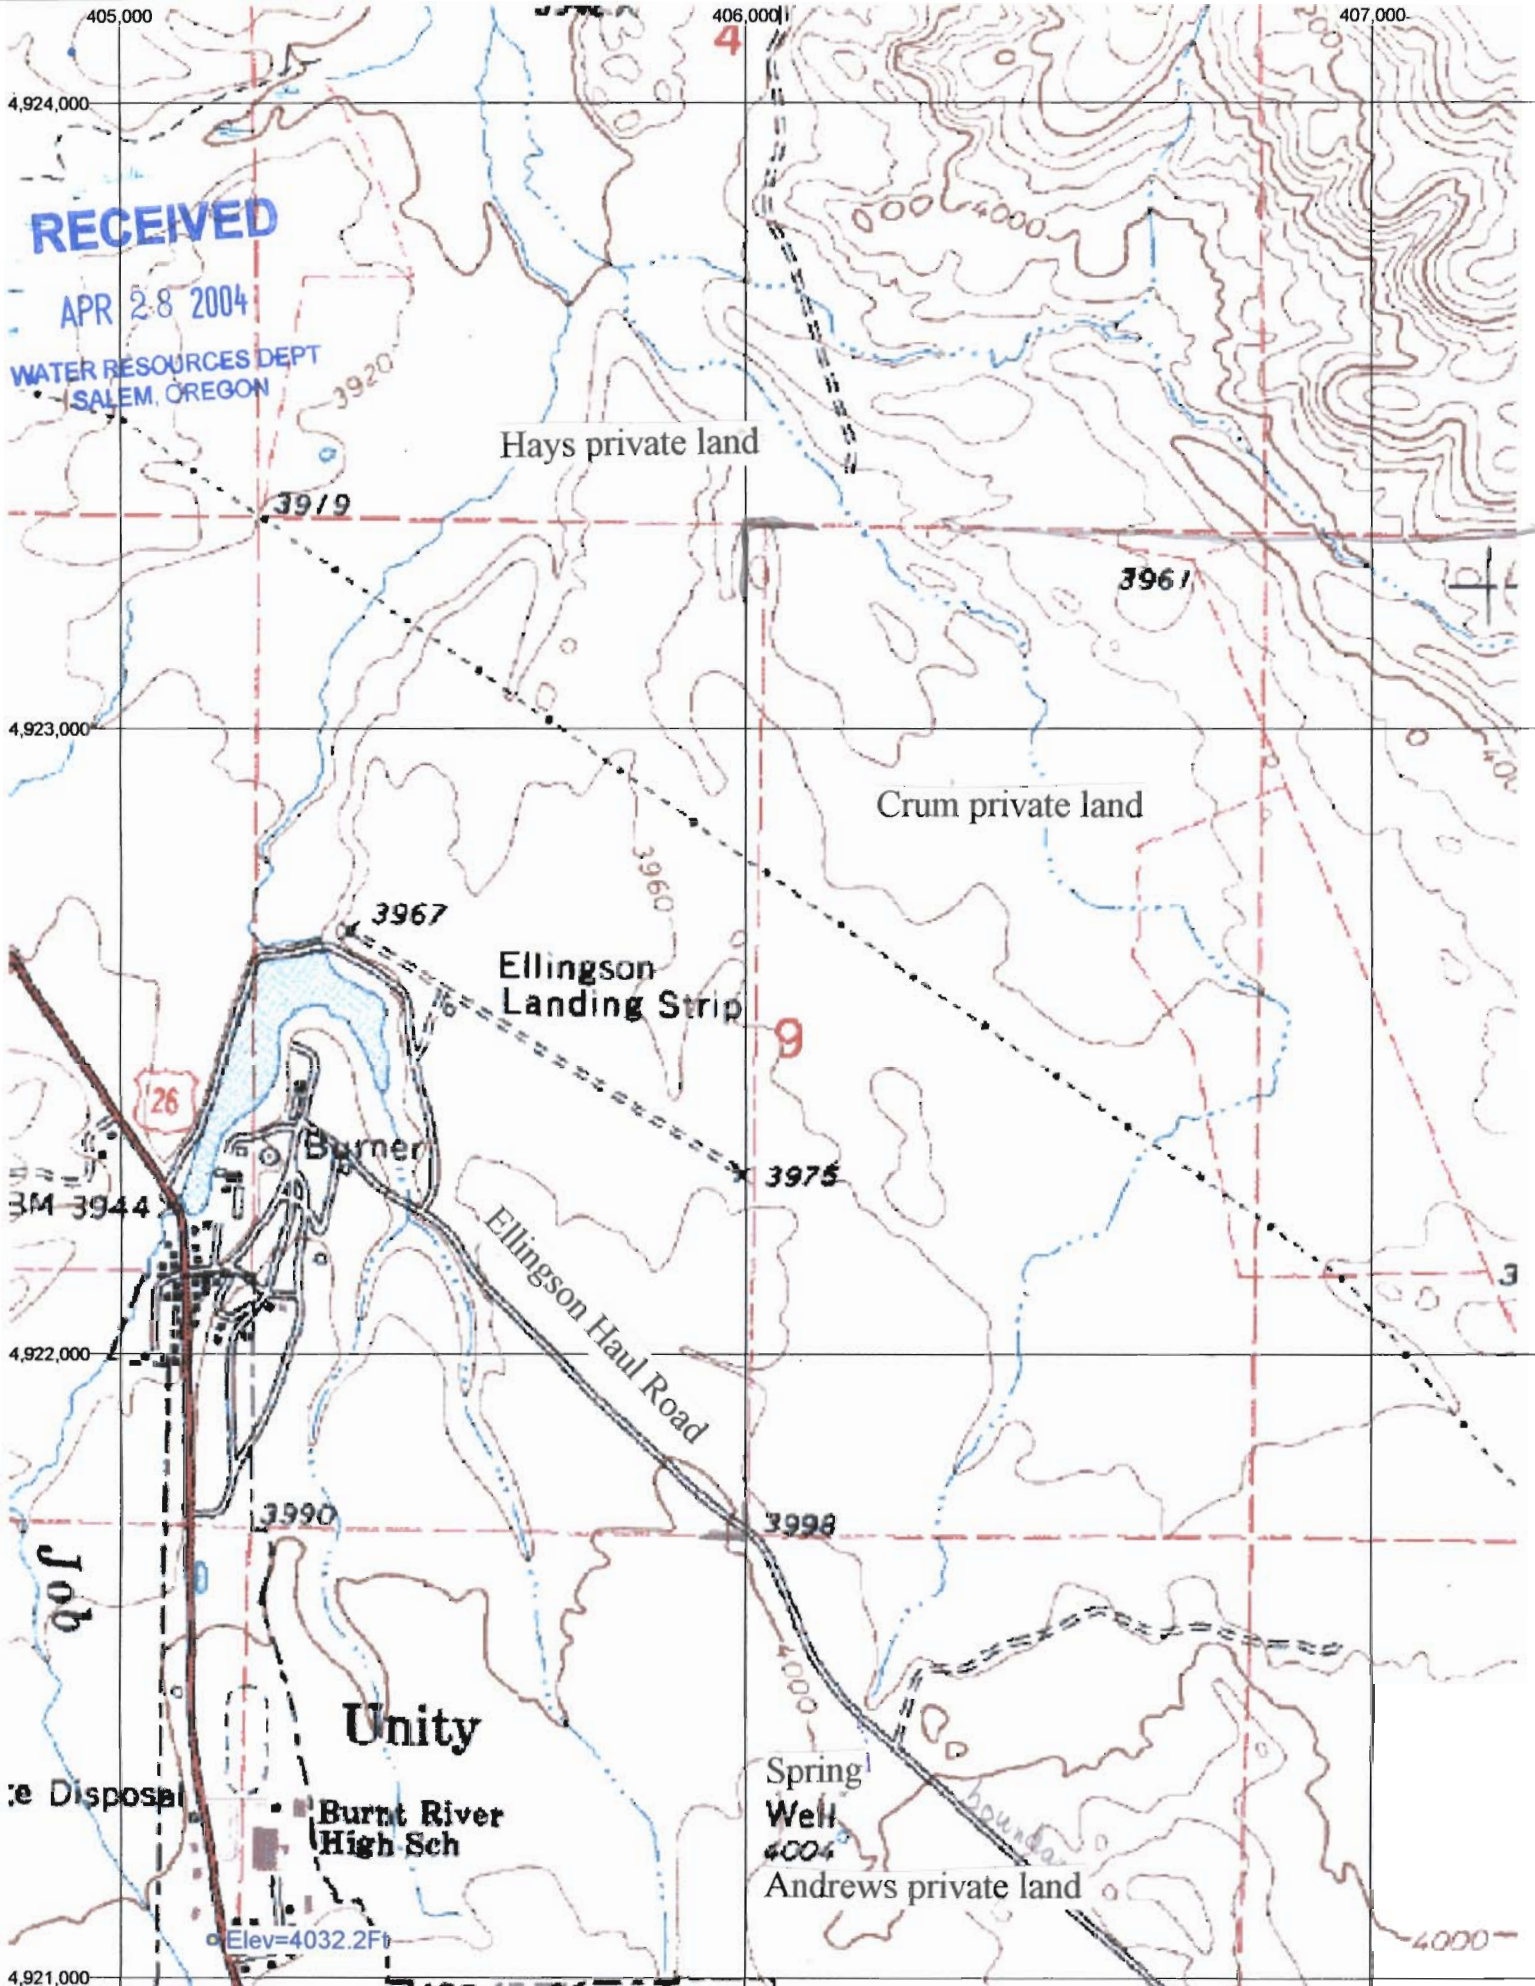 405,000
406,000
407,000
4
4,924,000
4000
RECEIVED
APR 28 2004
WATER RESOURCES DEPT
SALEM, OREGON
3920
Hays private land
3919
3961
4,923,000
Crum private land
3960
3967
Ellingson
Landing Strip
9
26
Burner
3975
BM 3944
Ellingson Haul Road
4,922,000
3990
3998
Job
4000
Unity
Spring
Well
4004
Disposal
Burnt River
High Sch
Andrews private land
Elev=4032.2Ft
4000
4,921,000